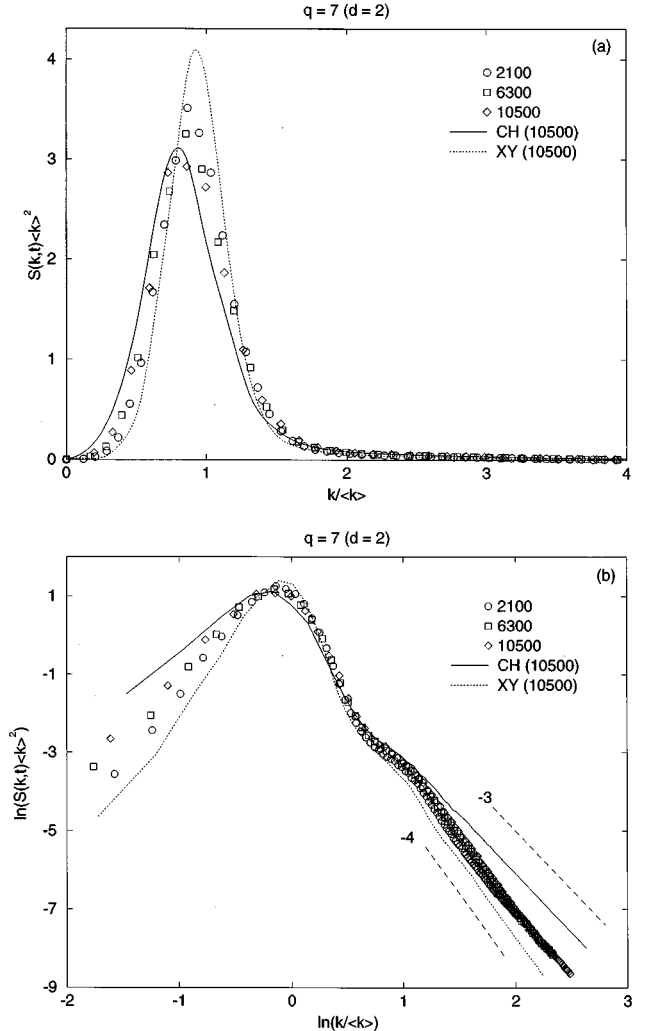 q = 7 (d = 2)
(a)
4
3
2
1
0
S(k,t)<k>²
2100
6300
10500
CH (10500)
XY (10500)
0 1 2 3 4
k/<k>
q = 7 (d = 2)
(b)
1
-1
-3
-5
-7
-9
ln(S(k,t)<k>²)
2100
6300
10500
CH (10500)
XY (10500)
-3
-4
-2 -1 0 1 2 3
ln(k/<k>)